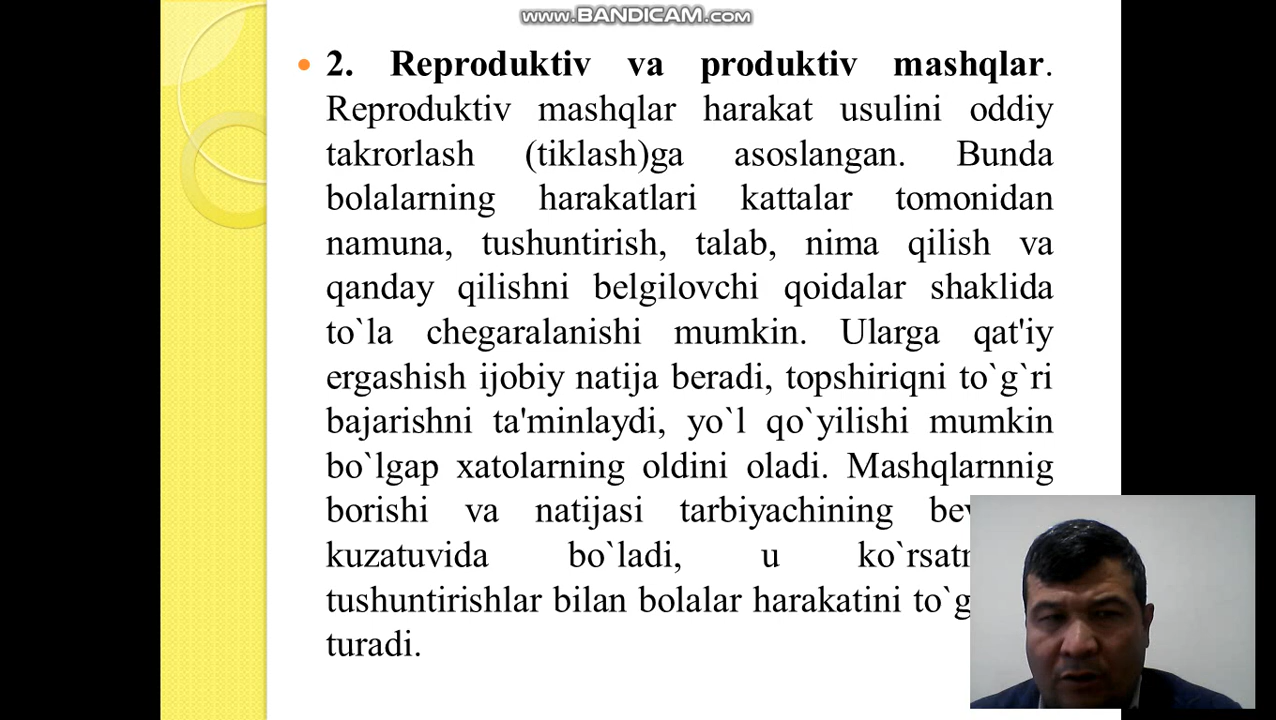 www.BANDICAM.com
2. Reproduktiv va produktiv mashqlar.
Reproduktiv mashqlar harakat usulini oddiy
takrorlash (tiklash)ga asoslangan. Bunda
bolalarning harakatlari kattalar tomonidan
namuna, tushuntirish, talab, nima qilish va
qanday qilishni belgilovchi qoidalar shaklida
to`la chegaralanishi mumkin. Ularga qat'iy
ergashish ijobiy natija beradi, topshiriqni to`g`ri
bajarishni ta'minlaydi, yo`l qo`yilishi mumkin
bo`lgap xatolarning oldini oladi. Mashqlarnnig
borishi va natijasi tarbiyachining
kuzatuvida bo`ladi, u
tushuntirishlar bilan bolalar harakatini
turadi.